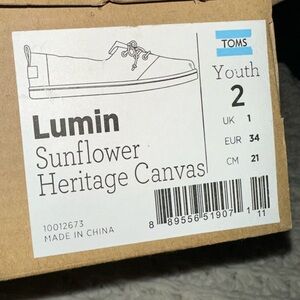 TOMS
Youth
2
UK 1
EUR 34
CM 21
Lumin
Sunflower
Heritage Canvas
10012673
MADE IN CHINA
8 89556 51907 1 11